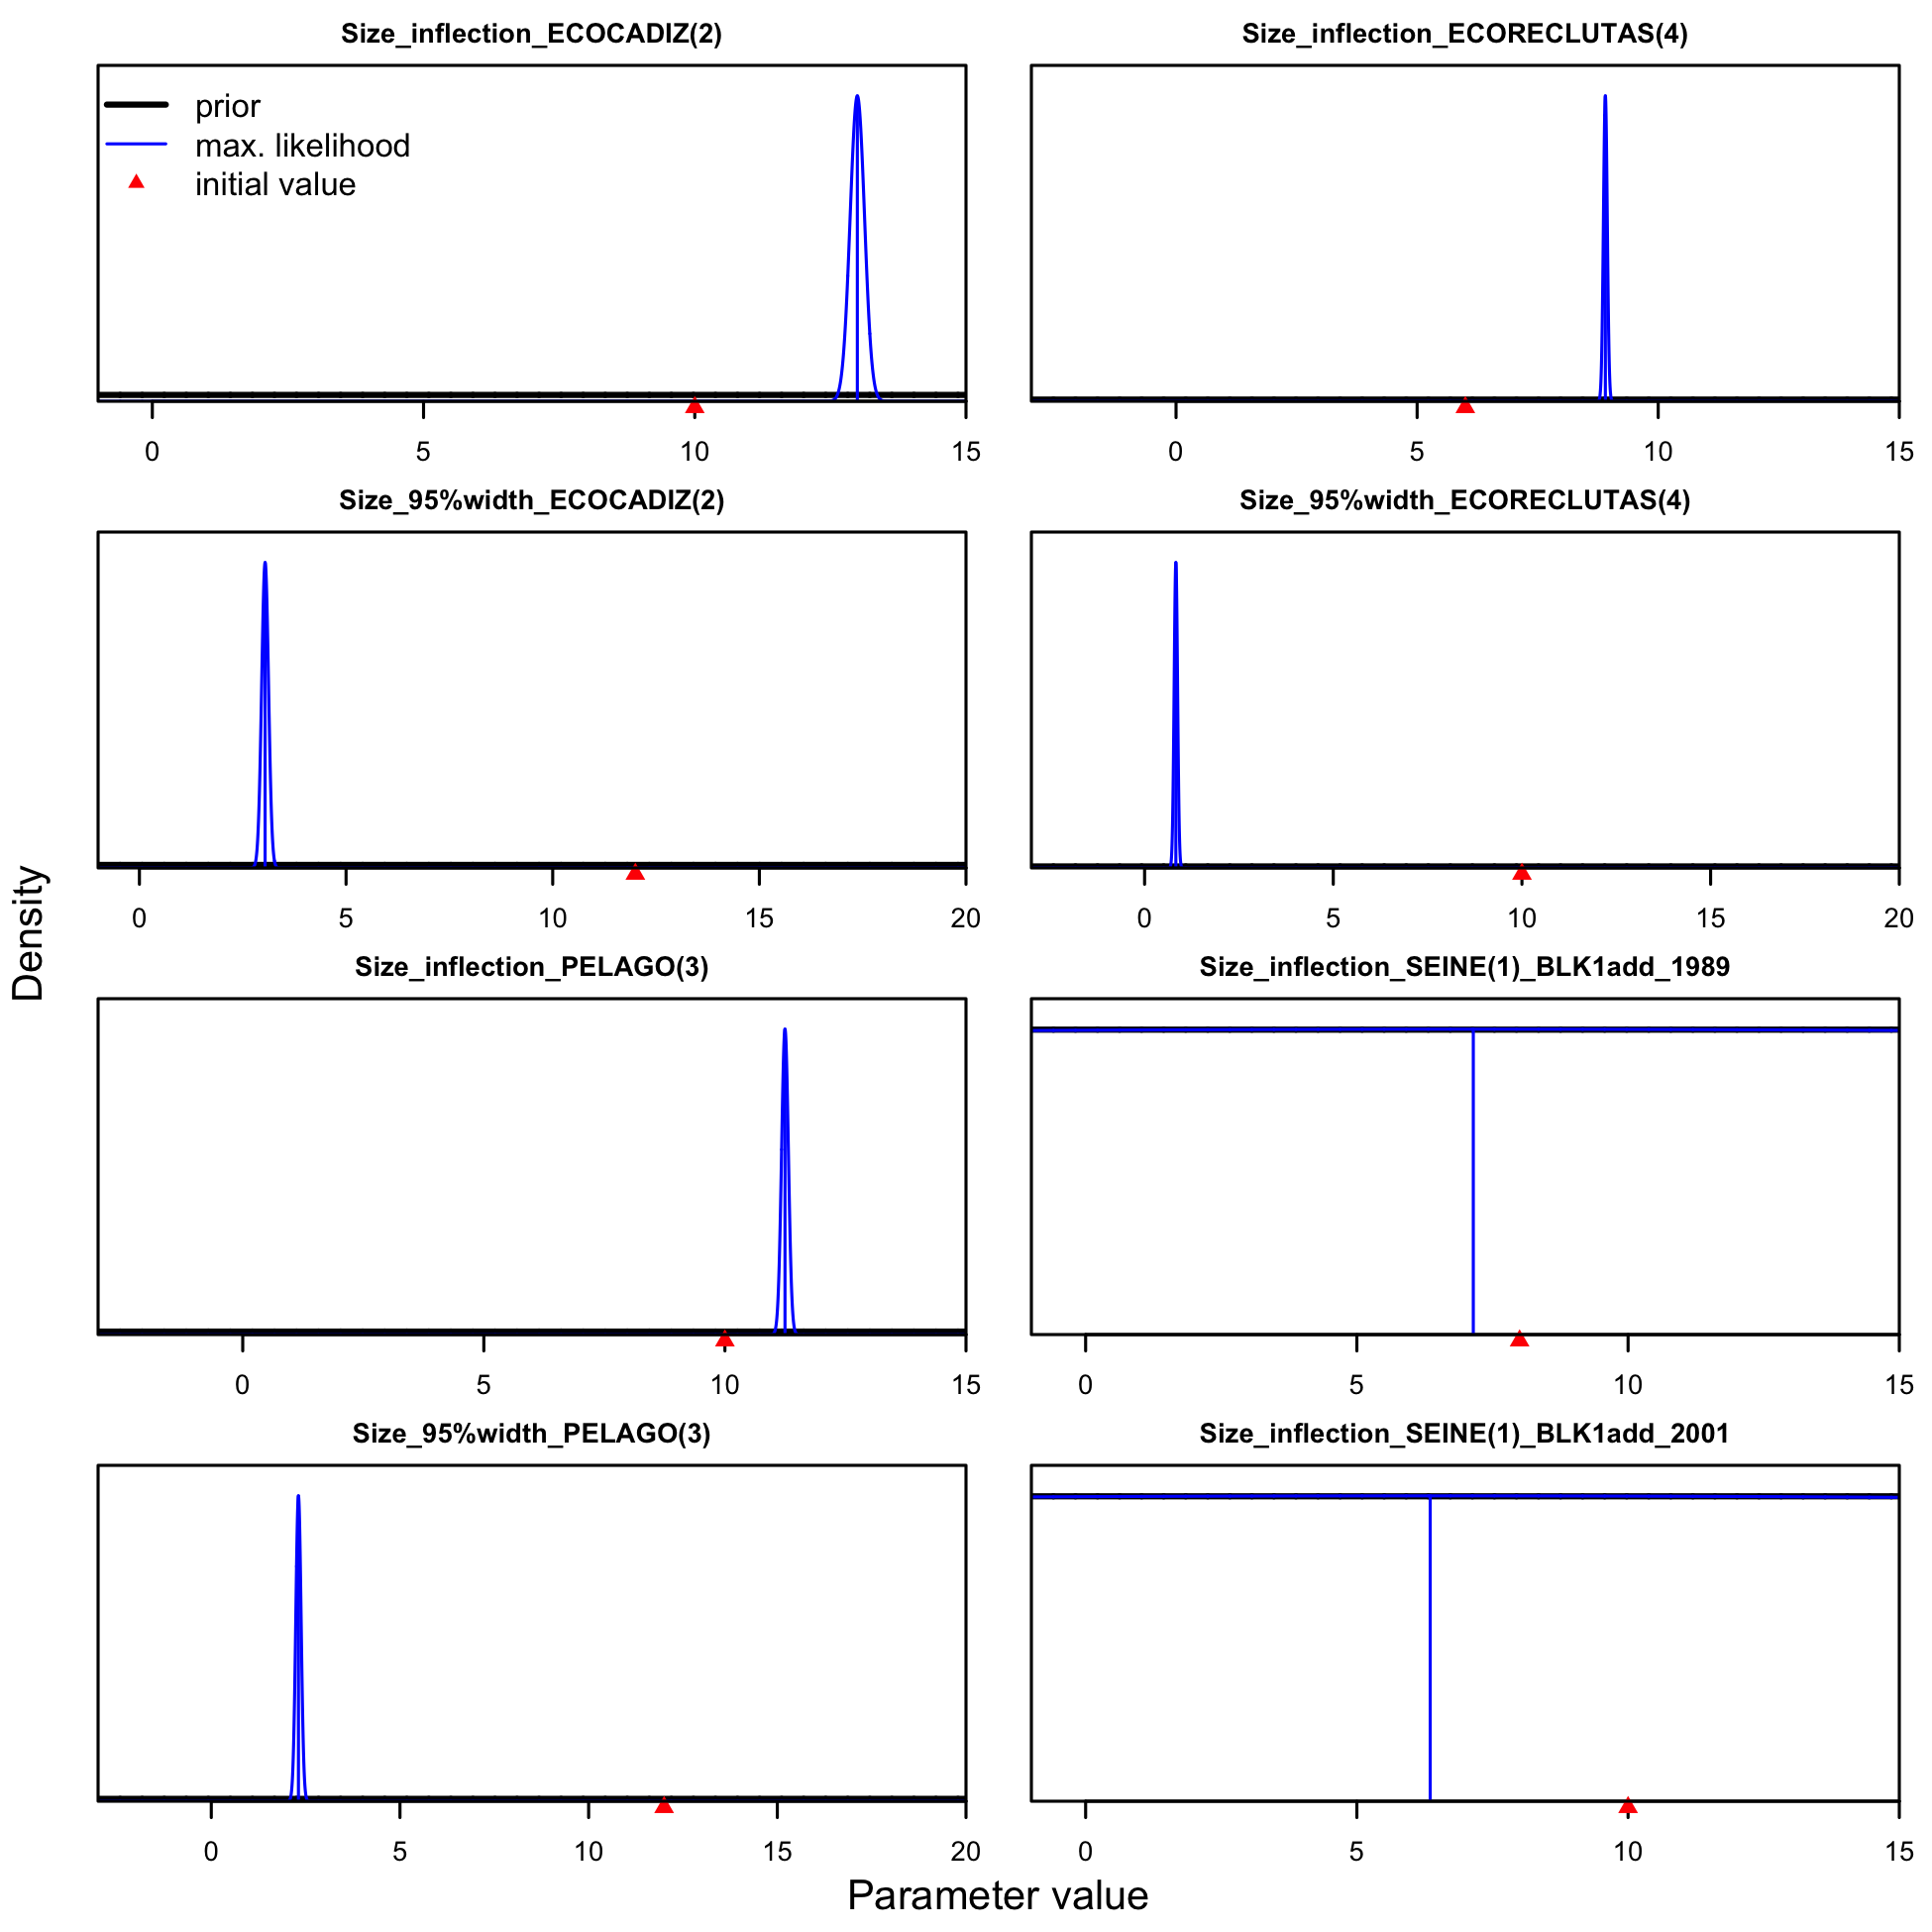 Size_inflection_ECOCADIZ(2)
prior
max. likelihood
initial value
0 5 10 15
Size_inflection_ECORECLUTAS(4)
0 5 10 15
Size_95%width_ECOCADIZ(2)
0 5 10 15 20
Size_95%width_ECORECLUTAS(4)
0 5 10 15 20
Density
Size_inflection_PELAGO(3)
0 5 10 15
Size_inflection_SEINE(1)_BLK1add_1989
0 5 10 15
Size_95%width_PELAGO(3)
0 5 10 15 20
Size_inflection_SEINE(1)_BLK1add_2001
0 5 10 15
Parameter value